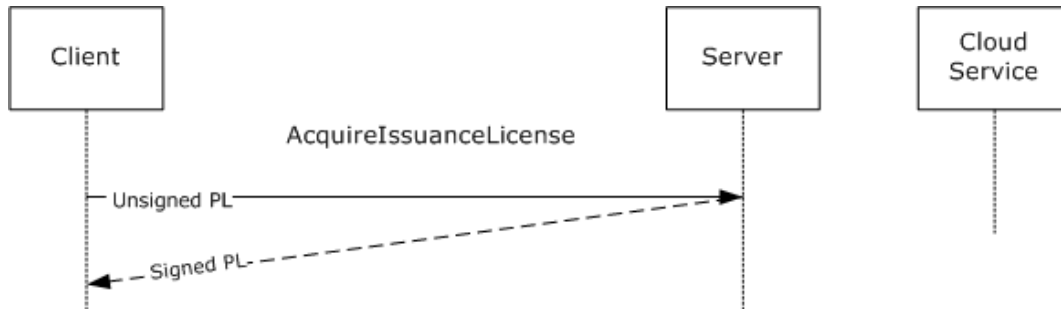 Client
Server
Cloud
Service
AcquireIssuanceLicense
Unsigned PL
Signed PL